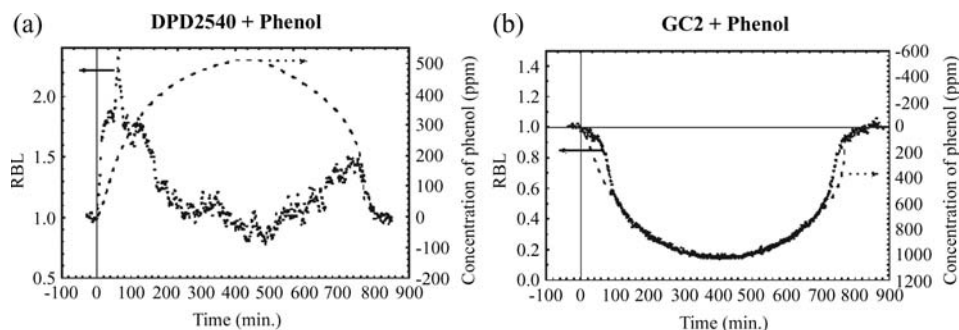 (a)
DPD2540 + Phenol
RBL
2.0
1.5
1.0
0.5
500
400
300
200
100
0
-100
-200
Concentration of phenol (ppm)
-100 0 100 200 300 400 500 600 700 800 900
Time (min.)
(b)
GC2 + Phenol
RBL
1.4
1.2
1.0
0.8
0.6
0.4
0.2
0.0
-600
-400
-200
0
200
400
600
800
1000
1200
Concentration of phenol (ppm)
-100 0 100 200 300 400 500 600 700 800 900
Time (min.)